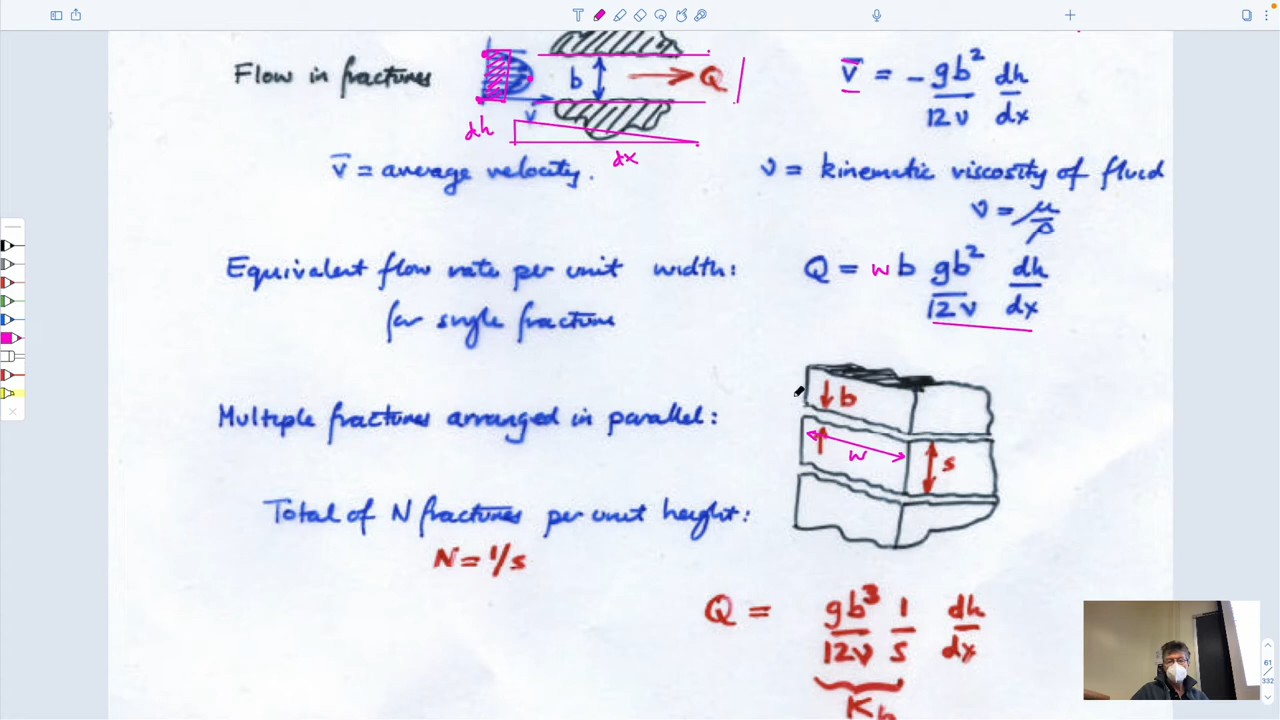 Flow in fractures
b
Q
v
dh
dx
v̄ = - gb²/12ν dh/dx
v̄ = average velocity.
ν = kinematic viscosity of fluid
ν = μ/ρ
Equivalent flow rate per unit width:
for single fracture
Q = w b gb²/12ν dh/dx
Multiple fractures arranged in parallel:
b
w
s
Total of N fractures per unit height:
N = 1/s
Q = gb³/12ν 1/s dh/dx
61
332